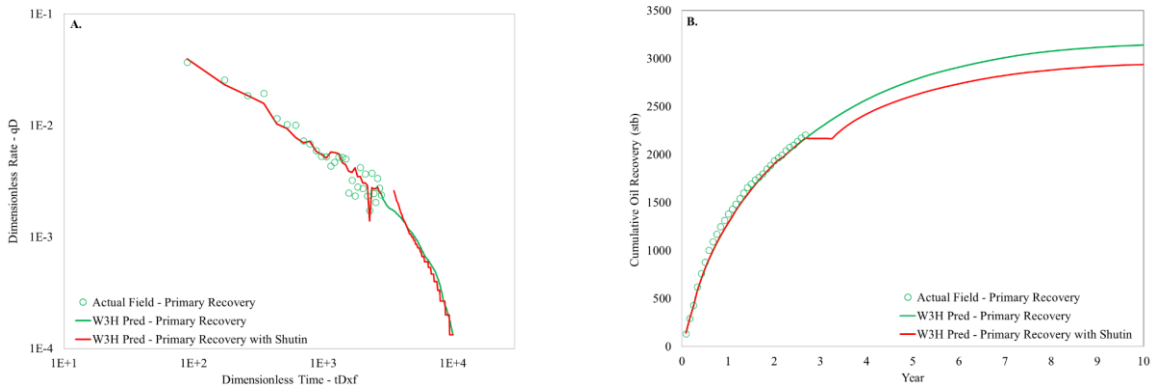 A.
1E-1
1E-2
1E-3
1E-4
Dimensionless Rate - qD
Actual Field - Primary Recovery
W3H Pred - Primary Recovery
W3H Pred - Primary Recovery with Shutin
1E+1 1E+2 1E+3 1E+4
Dimensionless Time - tDxf
B.
3500
3000
2500
2000
1500
1000
500
0
Cumulative Oil Recovery (stb)
Actual Field - Primary Recovery
W3H Pred - Primary Recovery
W3H Pred - Primary Recovery with Shutin
0 1 2 3 4 5 6 7 8 9 10
Year